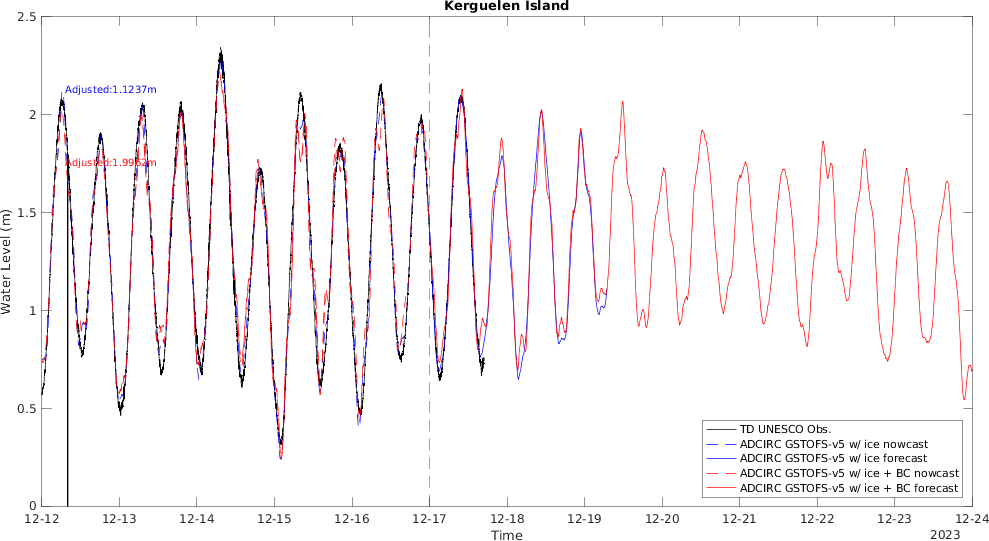 Kerguelen Island
2.5
2
1.5
1
0.5
0
Water Level (m)
Adjusted:1.1237m
Adjusted:1.9952m
TD UNESCO Obs.
ADCIRC GSTOFS-v5 w/ ice nowcast
ADCIRC GSTOFS-v5 w/ ice forecast
ADCIRC GSTOFS-v5 w/ ice + BC nowcast
ADCIRC GSTOFS-v5 w/ ice + BC forecast
12-12 12-13 12-14 12-15 12-16 12-17 12-18 12-19 12-20 12-21 12-22 12-23 12-24
Time
2023